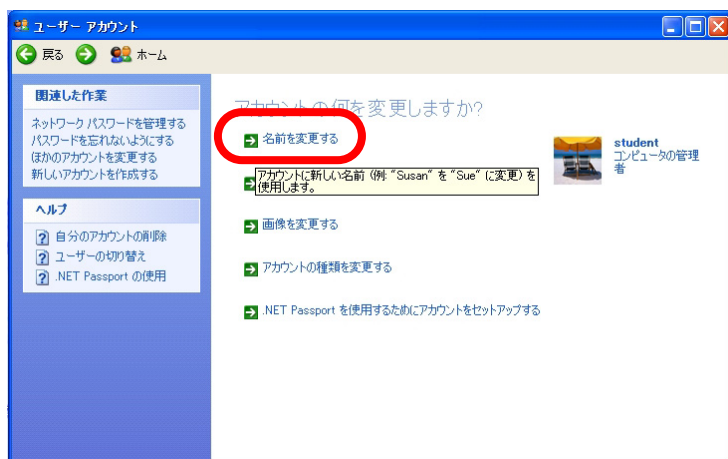 ユーザー アカウント
戻る
ホーム
関連した作業
ネットワーク パスワードを管理する
パスワードを忘れないようにする
ほかのアカウントを変更する
新しいアカウントを作成する
ヘルプ
自分のアカウントの削除
ユーザーの切り替え
.NET Passport の使用
アカウントの何を変更しますか?
名前を変更する
アカウントに新しい名前 (例: "Susan" を "Sue" に変更) を
使用します。
画像を変更する
アカウントの種類を変更する
.NET Passport を使用するためにアカウントをセットアップする
student
コンピュータの管理
者